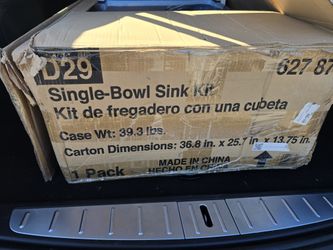 D29 627 87
Single-Bowl Sink Kit
Kit de fregadero con una cubeta
Case Wt: 39.3 lbs.
Carton Dimensions: 36.8 in. x 25. in. x 13.75 in.
MADE IN CHINA
1 Pack HECHO EN CHINA